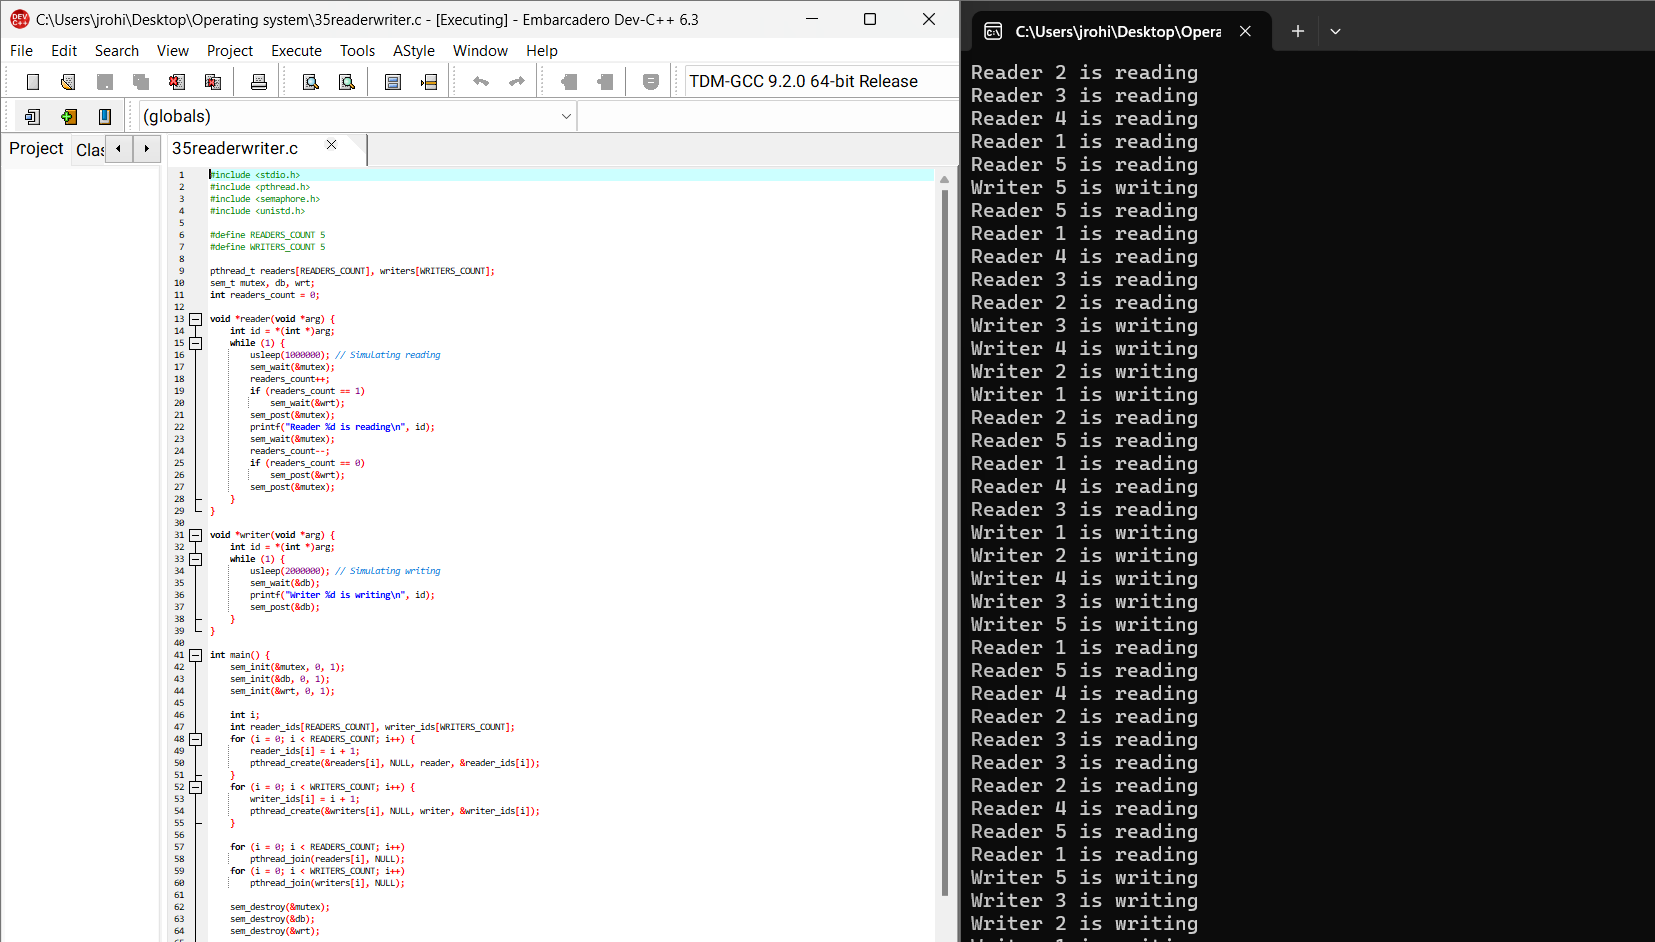 C:\Users\jrohi\Desktop\Operating system\35readerwriter.c - [Executing] - Embarcadero Dev-C++ 6.3
File Edit Search View Project Execute Tools AStyle Window Help
TDM-GCC 9.2.0 64-bit Release
(globals)
Project Clas 35readerwriter.c
1 #include <stdio.h>
2 #include <pthread.h>
3 #include <semaphore.h>
4 #include <unistd.h>
5
6 #define READERS_COUNT 5
7 #define WRITERS_COUNT 5
8
9 pthread_t readers[READERS_COUNT], writers[WRITERS_COUNT];
10 sem_t mutex, db, wrt;
11 int readers_count = 0;
12
13 void *reader(void *arg) {
14 int id = *(int *)arg;
15 while (1) {
16 usleep(1000000); // Simulating reading
17 sem_wait(&mutex);
18 readers_count++;
19 if (readers_count == 1)
20 sem_wait(&wrt);
21 sem_post(&mutex);
22 printf("Reader %d is reading\n", id);
23 sem_wait(&mutex);
24 readers_count--;
25 if (readers_count == 0)
26 sem_post(&wrt);
27 sem_post(&mutex);
28 }
29 }
30
31 void *writer(void *arg) {
32 int id = *(int *)arg;
33 while (1) {
34 usleep(2000000); // Simulating writing
35 sem_wait(&db);
36 printf("Writer %d is writing\n", id);
37 sem_post(&db);
38 }
39 }
40
41 int main() {
42 sem_init(&mutex, 0, 1);
43 sem_init(&db, 0, 1);
44 sem_init(&wrt, 0, 1);
45
46 int i;
47 int reader_ids[READERS_COUNT], writer_ids[WRITERS_COUNT];
48 for (i = 0; i < READERS_COUNT; i++) {
49 reader_ids[i] = i + 1;
50 pthread_create(&readers[i], NULL, reader, &reader_ids[i]);
51 }
52 for (i = 0; i < WRITERS_COUNT; i++) {
53 writer_ids[i] = i + 1;
54 pthread_create(&writers[i], NULL, writer, &writer_ids[i]);
55 }
56
57 for (i = 0; i < READERS_COUNT; i++)
58 pthread_join(readers[i], NULL);
59 for (i = 0; i < WRITERS_COUNT; i++)
60 pthread_join(writers[i], NULL);
61
62 sem_destroy(&mutex);
63 sem_destroy(&db);
64 sem_destroy(&wrt);
C:\Users\jrohi\Desktop\Opera
Reader 2 is reading
Reader 3 is reading
Reader 4 is reading
Reader 1 is reading
Reader 5 is reading
Writer 5 is writing
Reader 5 is reading
Reader 1 is reading
Reader 4 is reading
Reader 3 is reading
Reader 2 is reading
Writer 3 is writing
Writer 4 is writing
Writer 2 is writing
Writer 1 is writing
Reader 2 is reading
Reader 5 is reading
Reader 1 is reading
Reader 4 is reading
Reader 3 is reading
Writer 1 is writing
Writer 2 is writing
Writer 4 is writing
Writer 3 is writing
Writer 5 is writing
Reader 1 is reading
Reader 5 is reading
Reader 4 is reading
Reader 2 is reading
Reader 3 is reading
Reader 3 is reading
Reader 2 is reading
Reader 4 is reading
Reader 5 is reading
Reader 1 is reading
Writer 5 is writing
Writer 3 is writing
Writer 2 is writing